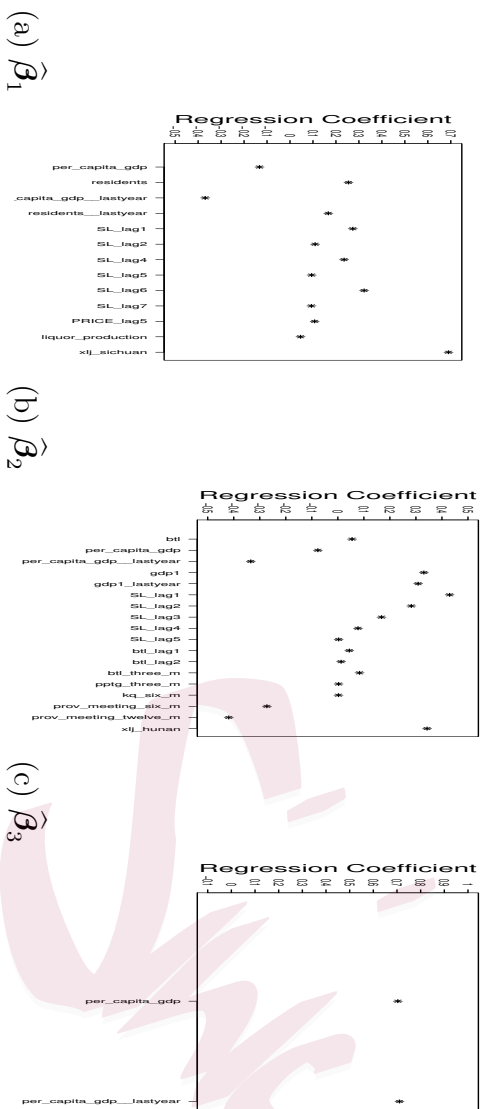 Regression Coefficient
-0.5 -0.4 -0.3 -0.2 -0.1 0 0.1 0.2 0.3 0.4 0.5 0.6 0.7
per_capita_gdp
residents
capita_gdp__lastyear
residents__lastyear
SL_lag1
SL_lag2
SL_lag4
SL_lag5
SL_lag6
SL_lag7
PRICE_lag5
liquor_production
xlj_sichuan
(a) β̂₁
Regression Coefficient
-0.5 -0.4 -0.3 -0.2 -0.1 0 0.1 0.2 0.3 0.4 0.5
btl
per_capita_gdp
per_capita_gdp__lastyear
gdp1
gdp1_lastyear
SL_lag1
SL_lag2
SL_lag3
SL_lag4
SL_lag5
btl_lag1
btl_lag2
btl_three_m
pptg_three_m
kq_six_m
prov_meeting_six_m
prov_meeting_twelve_m
xlj_hunan
(b) β̂₂
Regression Coefficient
-0.1 0 0.1 0.2 0.3 0.4 0.5 0.6 0.7 0.8 0.9 1
per_capita_gdp
per_capita_gdp__lastyear
(c) β̂₃